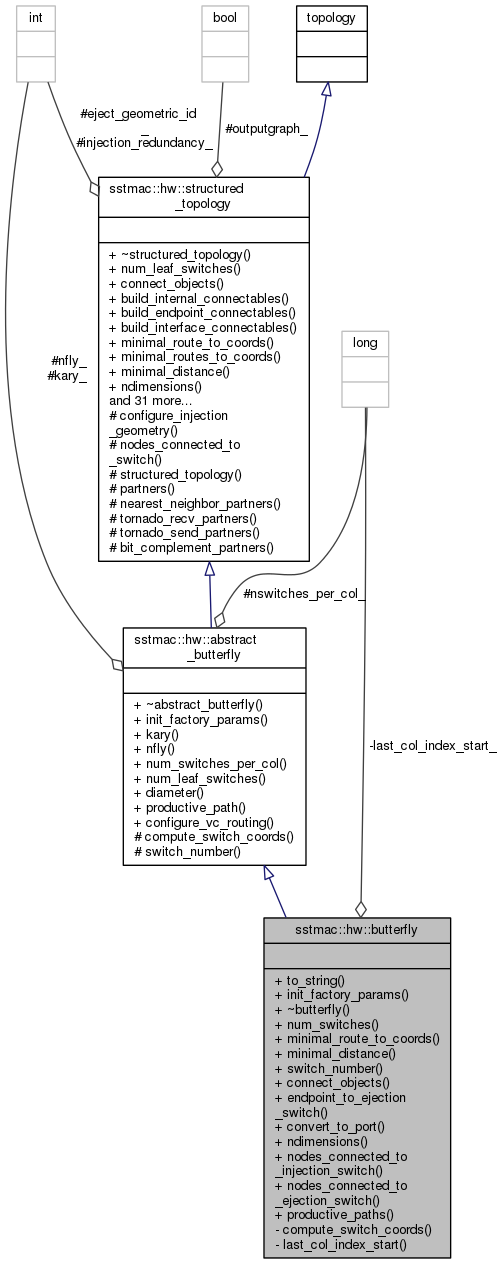 int
bool
topology
#eject_geometric_id
_
#injection_redundancy_
#outputgraph_
sstmac::hw::structured
_topology
+ ~structured_topology()
+ num_leaf_switches()
+ connect_objects()
+ build_internal_connectables()
+ build_endpoint_connectables()
+ build_interface_connectables()
+ minimal_route_to_coords()
+ minimal_routes_to_coords()
+ minimal_distance()
+ ndimensions()
and 31 more...
# configure_injection
_geometry()
# nodes_connected_to
_switch()
# structured_topology()
# partners()
# nearest_neighbor_partners()
# tornado_recv_partners()
# tornado_send_partners()
# bit_complement_partners()
long
#nfly_
#kary_
#nswitches_per_col_
sstmac::hw::abstract
_butterfly
+ ~abstract_butterfly()
+ init_factory_params()
+ kary()
+ nfly()
+ num_switches_per_col()
+ num_leaf_switches()
+ diameter()
+ productive_path()
+ configure_vc_routing()
# compute_switch_coords()
# switch_number()
-last_col_index_start_
sstmac::hw::butterfly
+ to_string()
+ init_factory_params()
+ ~butterfly()
+ num_switches()
+ minimal_route_to_coords()
+ minimal_distance()
+ switch_number()
+ connect_objects()
+ endpoint_to_ejection
_switch()
+ convert_to_port()
+ ndimensions()
+ nodes_connected_to
_injection_switch()
+ nodes_connected_to
_ejection_switch()
+ productive_paths()
- compute_switch_coords()
- last_col_index_start()